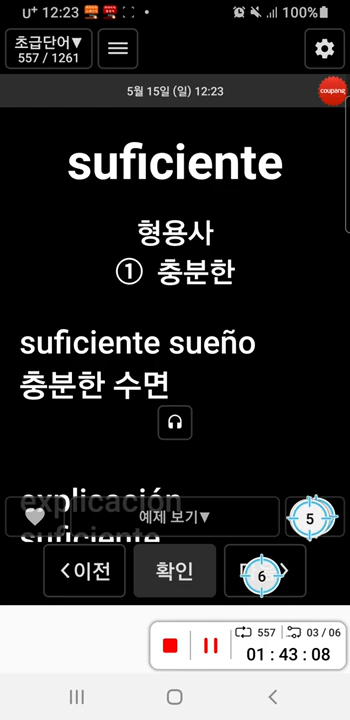 U+ 12:23 100%
초급단어▼
557 / 1261
5월 15일 (일) 12:23
coupang
suficiente
형용사
① 충분한
suficiente sueño
충분한 수면
explicación
suficiente
예제 보기▼
5
<이전
확인
6
557 03 / 06
01 : 43 : 08